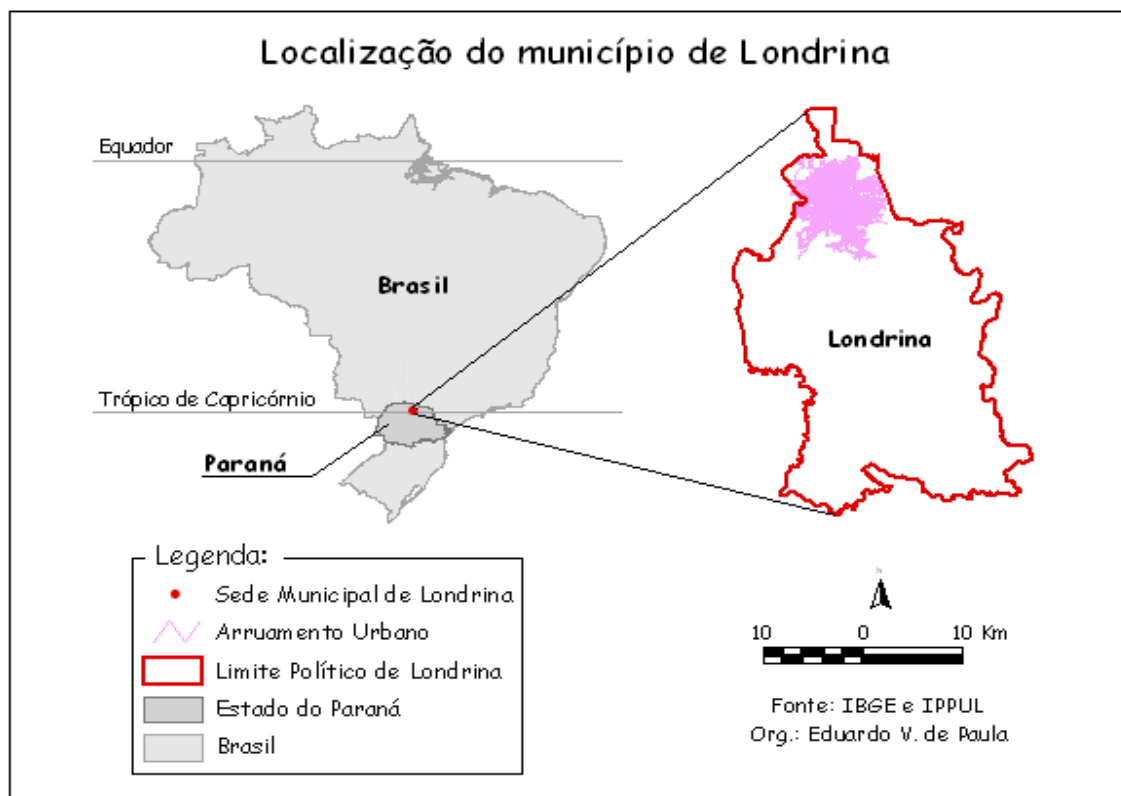 Localização do município de Londrina
Equador
Brasil
Londrina
Trópico de Capricórnio
Paraná
Legenda:
Sede Municipal de Londrina
Arruamento Urbano
Limite Político de Londrina
Estado do Paraná
Brasil
10 0 10 Km
Fonte: IBGE e IPPUL
Org.: Eduardo V. de Paula